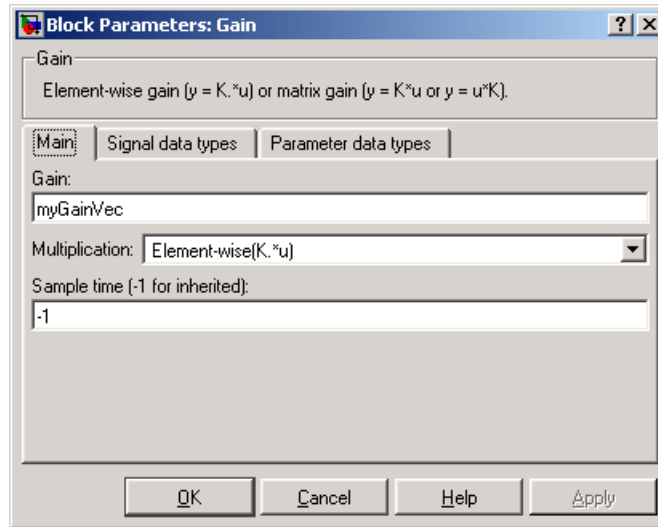 Block Parameters: Gain
Gain
Element-wise gain (y = K.*u) or matrix gain (y = K*u or y = u*K).
Main Signal data types Parameter data types
Gain:
myGainVec
Multiplication: Element-wise(K.*u)
Sample time (-1 for inherited):
-1
OK Cancel Help Apply